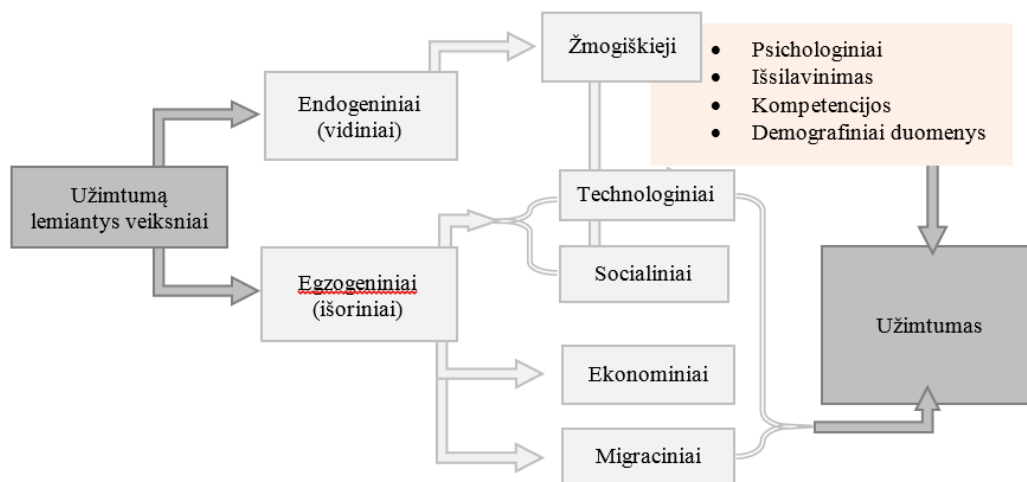 Užimtumą
lemiantys veiksniai
Endogeniniai
(vidiniai)
Egzogeniniai
(išoriniai)
Žmogiškieji
• Psichologiniai
• Išsilavinimas
• Kompetencijos
• Demografiniai duomenys
Technologiniai
Socialiniai
Ekonominiai
Migraciniai
Užimtumas